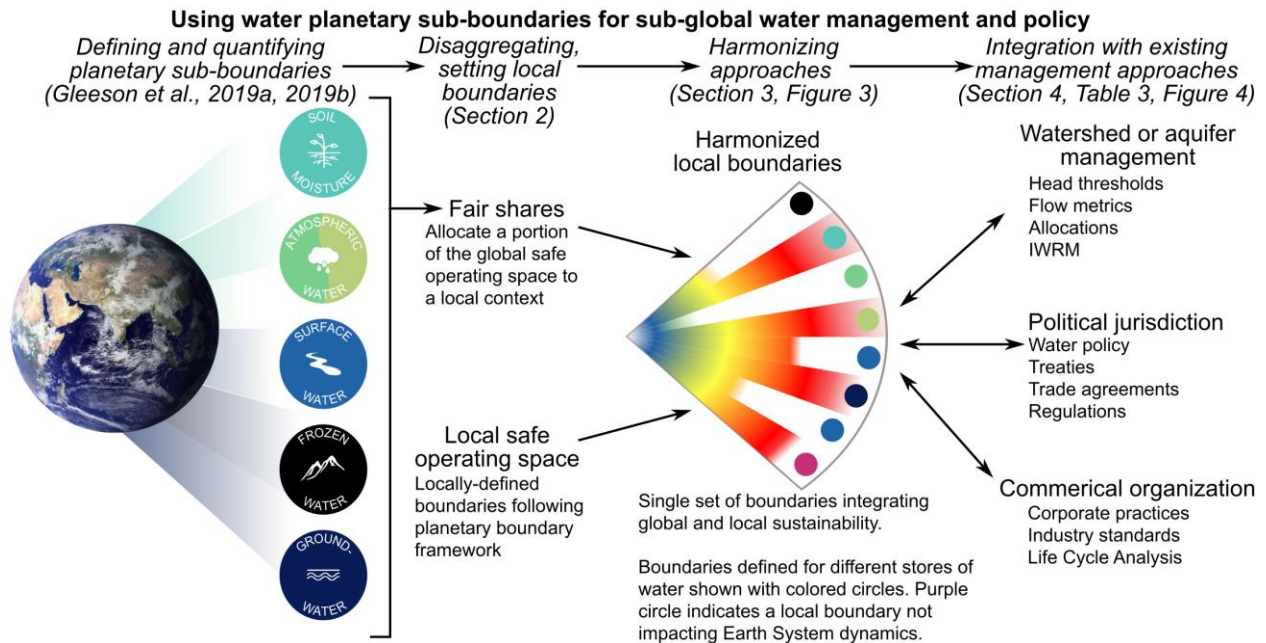 Using water planetary sub-boundaries for sub-global water management and policy
Defining and quantifying
planetary sub-boundaries
(Gleeson et al., 2019a, 2019b)
Disaggregating,
setting local
boundaries
(Section 2)
Harmonizing
approaches
(Section 3, Figure 3)
Integration with existing
management approaches
(Section 4, Table 3, Figure 4)
SOIL
MOISTURE
ATMOSPHERIC
WATER
SURFACE
WATER
FROZEN
WATER
GROUND-
WATER
Fair shares
Allocate a portion
of the global safe
operating space to
a local context
Local safe
operating space
Locally-defined
boundaries following
planetary boundary
framework
Harmonized
local boundaries
Single set of boundaries integrating
global and local sustainability.
Boundaries defined for different stores of
water shown with colored circles. Purple
circle indicates a local boundary not
impacting Earth System dynamics.
Watershed or aquifer
management
Head thresholds
Flow metrics
Allocations
IWRM
Political jurisdiction
Water policy
Treaties
Trade agreements
Regulations
Commerical organization
Corporate practices
Industry standards
Life Cycle Analysis